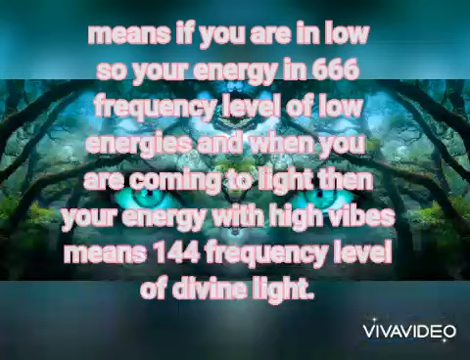 means if you are in low
so your energy in 666
frequency level of low
energies and when you
are coming to light then
your energy with high vibes
means 144 frequency level
of divine light.
VIVAVIDEO